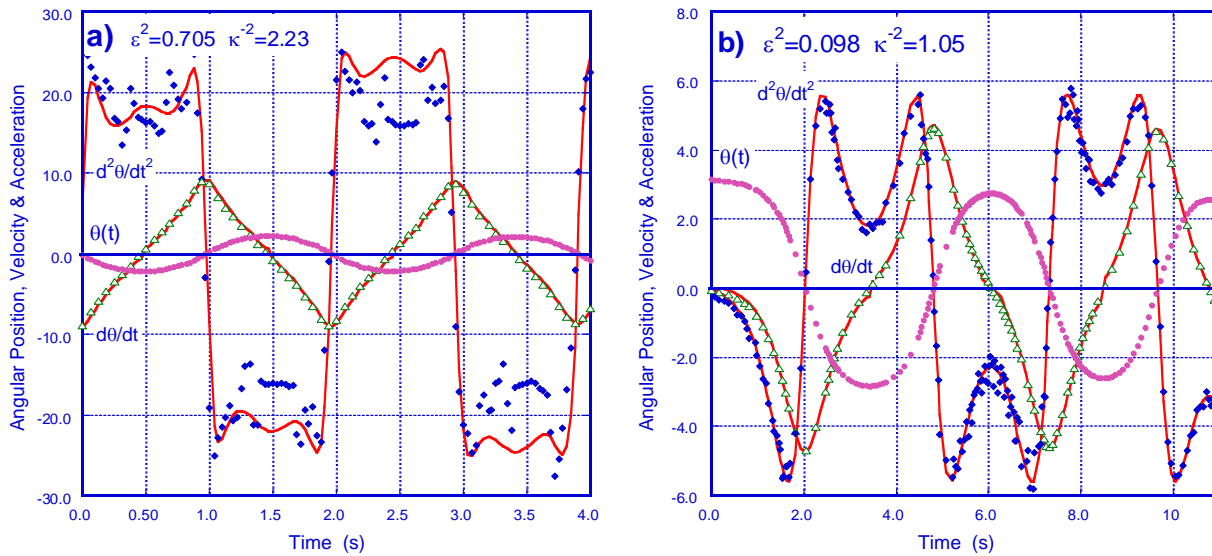 a) ε²=0.705 κ⁻²=2.23
Angular Position, Velocity & Acceleration
30.0
20.0
10.0
0.0
-10.0
-20.0
-30.0
d²θ/dt²
θ(t)
dθ/dt
0.0 0.50 1.0 1.5 2.0 2.5 3.0 3.5 4.0
Time (s)
b) ε²=0.098 κ⁻²=1.05
Angular Position, Velocity & Acceleration
8.0
6.0
4.0
2.0
0.0
-2.0
-4.0
-6.0
d²θ/dt²
θ(t)
dθ/dt
0.0 2.0 4.0 6.0 8.0 10
Time (s)